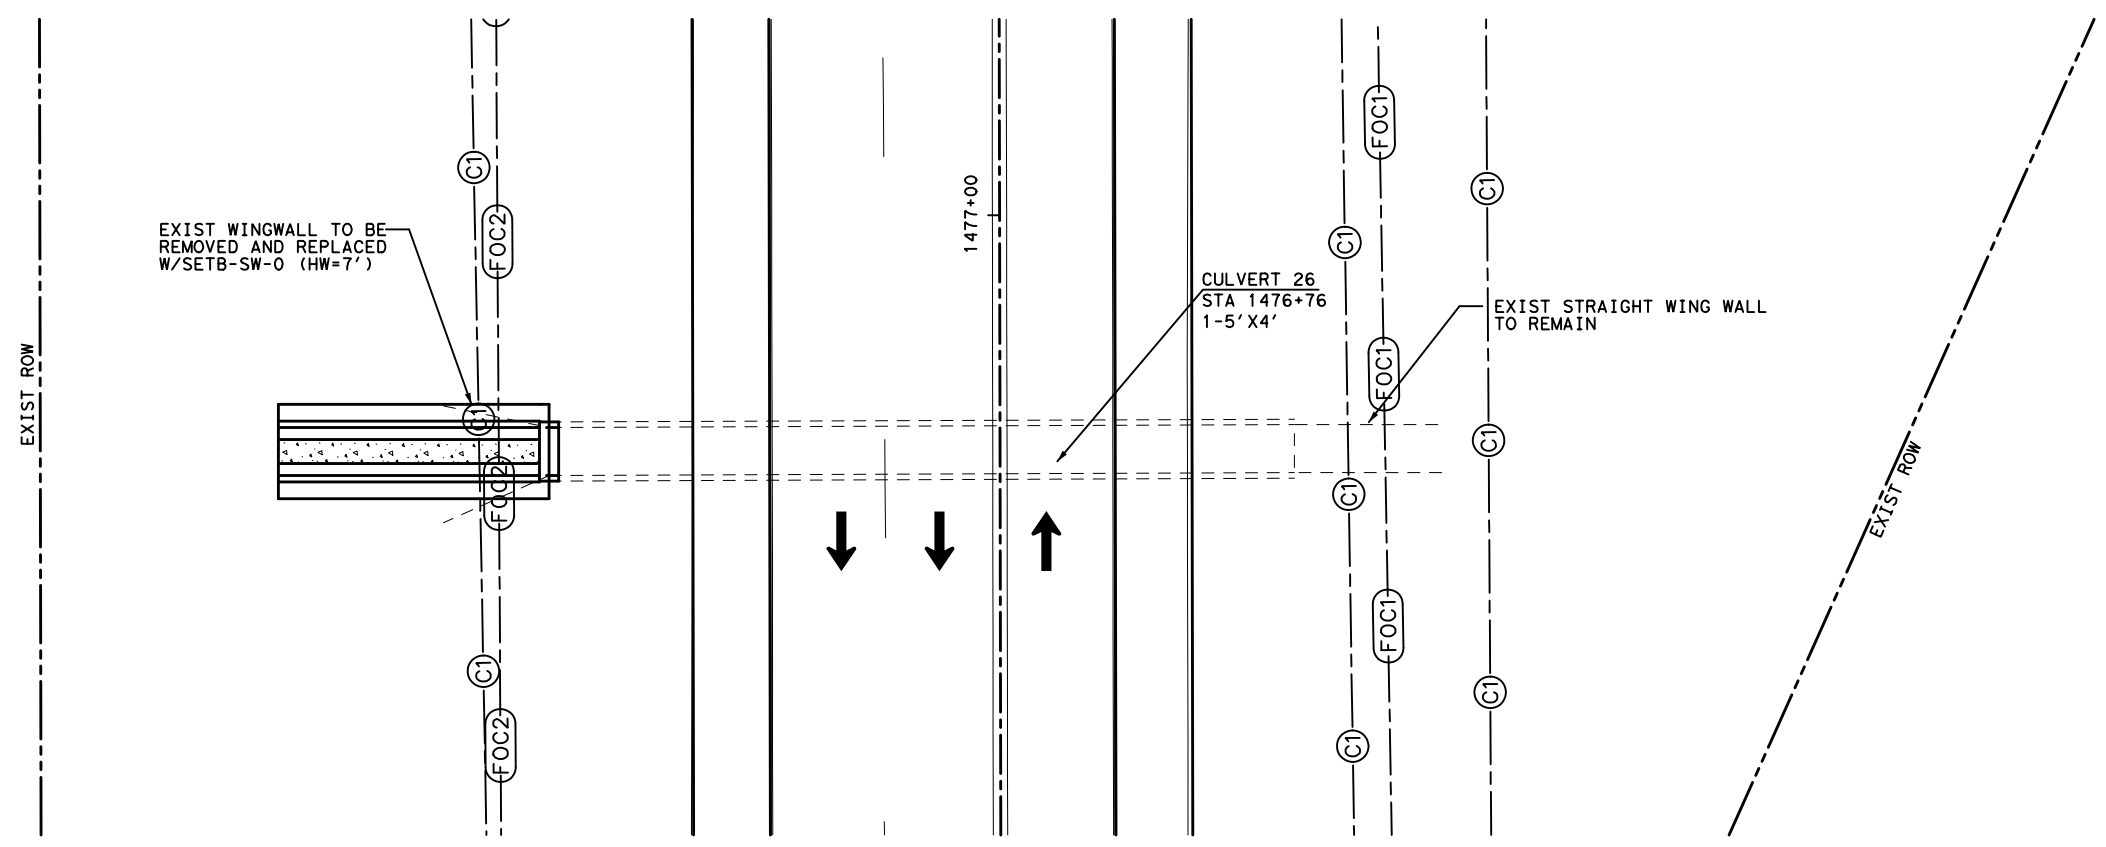 C1
FOC2
FOC1
1477+00
C1
EXIST WINGWALL TO BE
REMOVED AND REPLACED
W/SETB-SW-0 (HW=7')
C1
CULVERT 26
STA 1476+76
1-5'X4'
EXIST STRAIGHT WING WALL
TO REMAIN
EXIST ROW
FOC1
C1
C1
FOC2
C1
EXIST ROW
FOC1
C1
C1
FOC2
C1